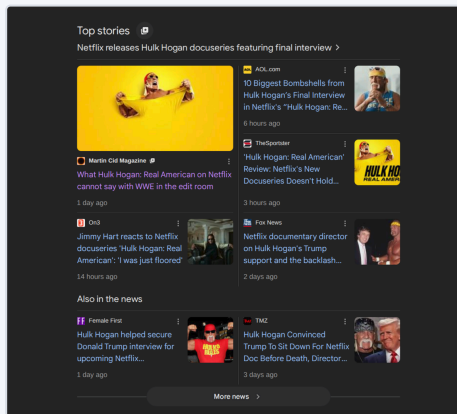 Top stories
Netflix releases Hulk Hogan docuseries featuring final interview >
Martin Cid Magazine
What Hulk Hogan: Real American on Netflix
cannot say with WWE in the edit room
1 day ago
AOL.com
10 Biggest Bombshells from
Hulk Hogan's Final Interview
in Netflix's “Hulk Hogan: Re...
6 hours ago
TheSportster
'Hulk Hogan: Real American'
Review: Netflix's New
Docuseries Doesn't Hold...
3 hours ago
HULK HO
REAL AMER
On3
Jimmy Hart reacts to Netflix
docuseries 'Hulk Hogan: Real
American': 'I was just floored'
14 hours ago
Fox News
Netflix documentary director
on Hulk Hogan's Trump
support and the backlash...
2 days ago
Also in the news
FF Female First
Hulk Hogan helped secure
Donald Trump interview for
upcoming Netflix...
1 day ago
TMZ
Hulk Hogan Convinced
Trump To Sit Down For Netflix
Doc Before Death, Director...
3 days ago
More news >